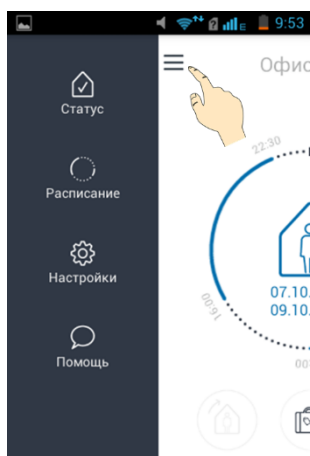 E 9:53
Статус
Расписание
Настройки
Помощь
Офис
22:30
16:00
07.10.
09.10.